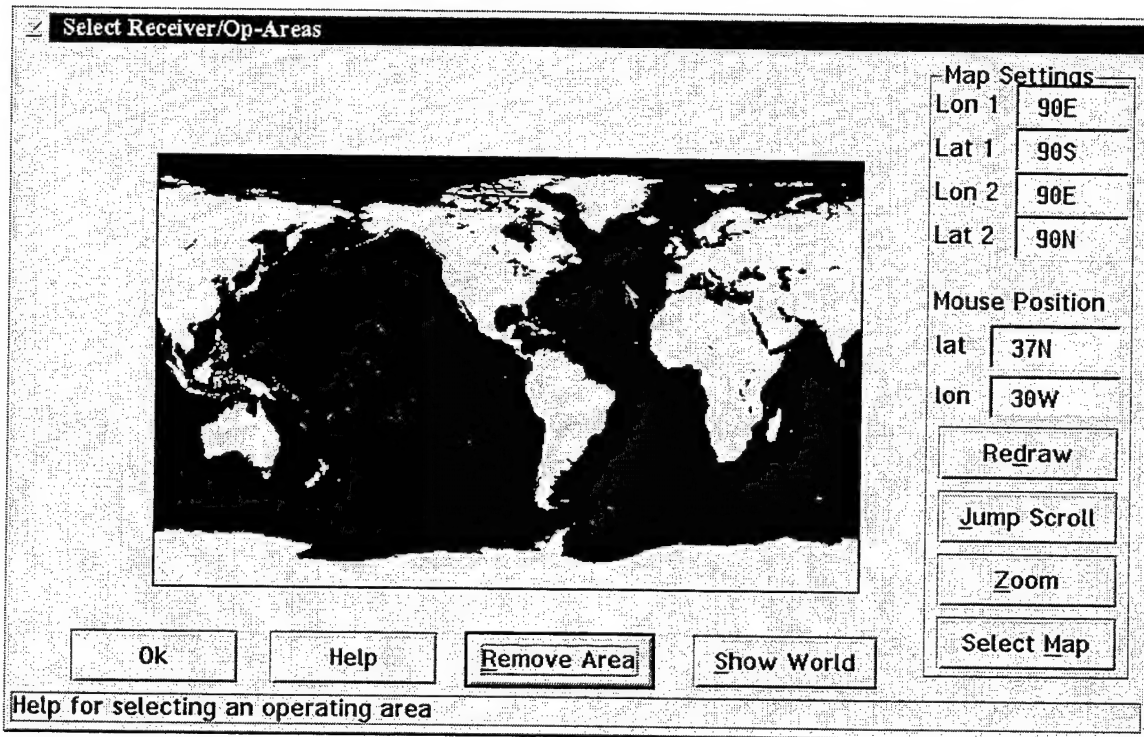 Select Receiver/Op-Areas
Map Settings
Lon 1 90E
Lat 1 90S
Lon 2 90E
Lat 2 90N
Mouse Position
lat 37N
lon 30W
Redraw
Jump Scroll
Zoom
Select Map
Ok Help Remove Area Show World
Help for selecting an operating area